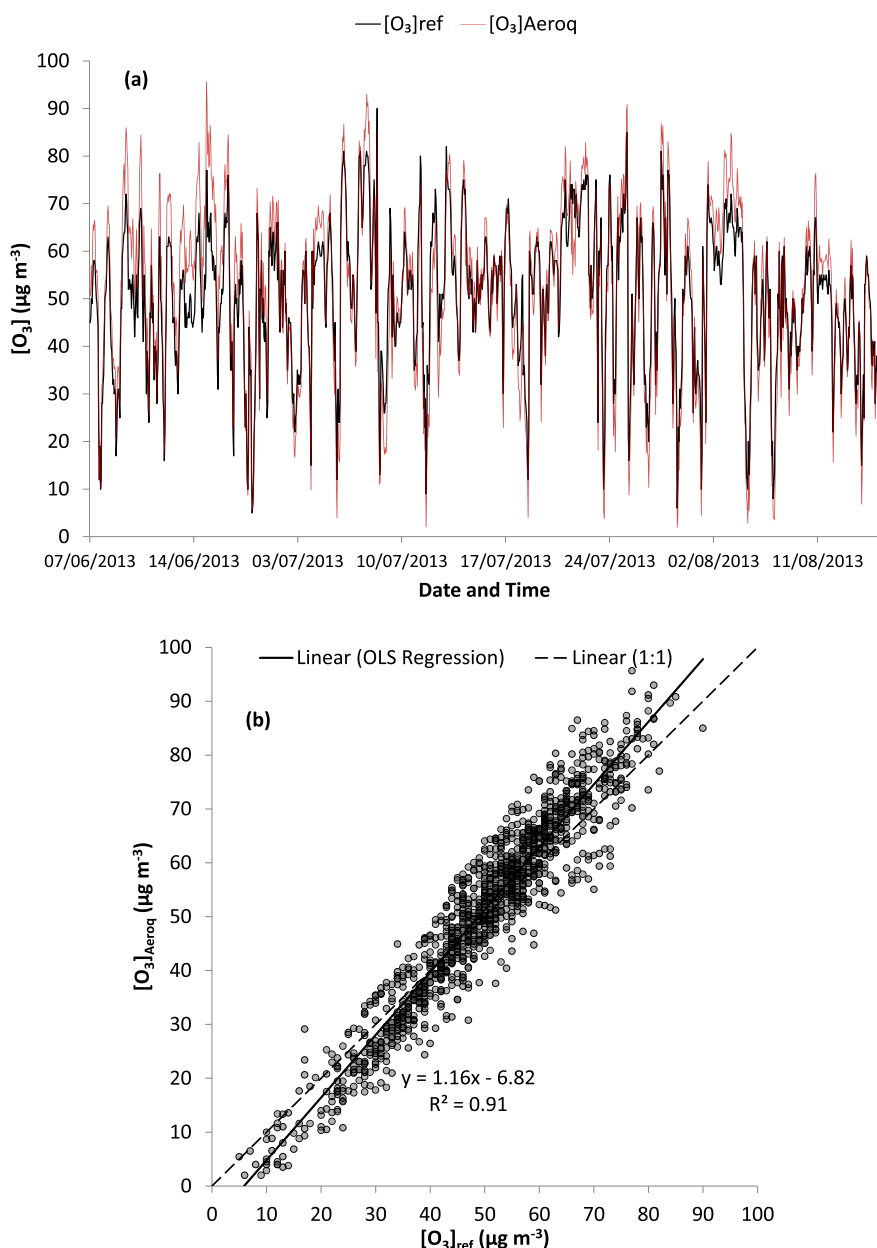 [O₃]ref [O₃]Aeroq
(a)
[O₃] (µg m⁻³)
100
90
80
70
60
50
40
30
20
10
0
07/06/2013 14/06/2013 03/07/2013 10/07/2013 17/07/2013 24/07/2013 02/08/2013 11/08/2013
Date and Time
Linear (OLS Regression) Linear (1:1)
(b)
[O₃]Aeroq (µg m⁻³)
100
90
80
70
60
50
40
30
20
10
0
y = 1.16x - 6.82
R² = 0.91
0 10 20 30 40 50 60 70 80 90 100
[O₃]ref (µg m⁻³)